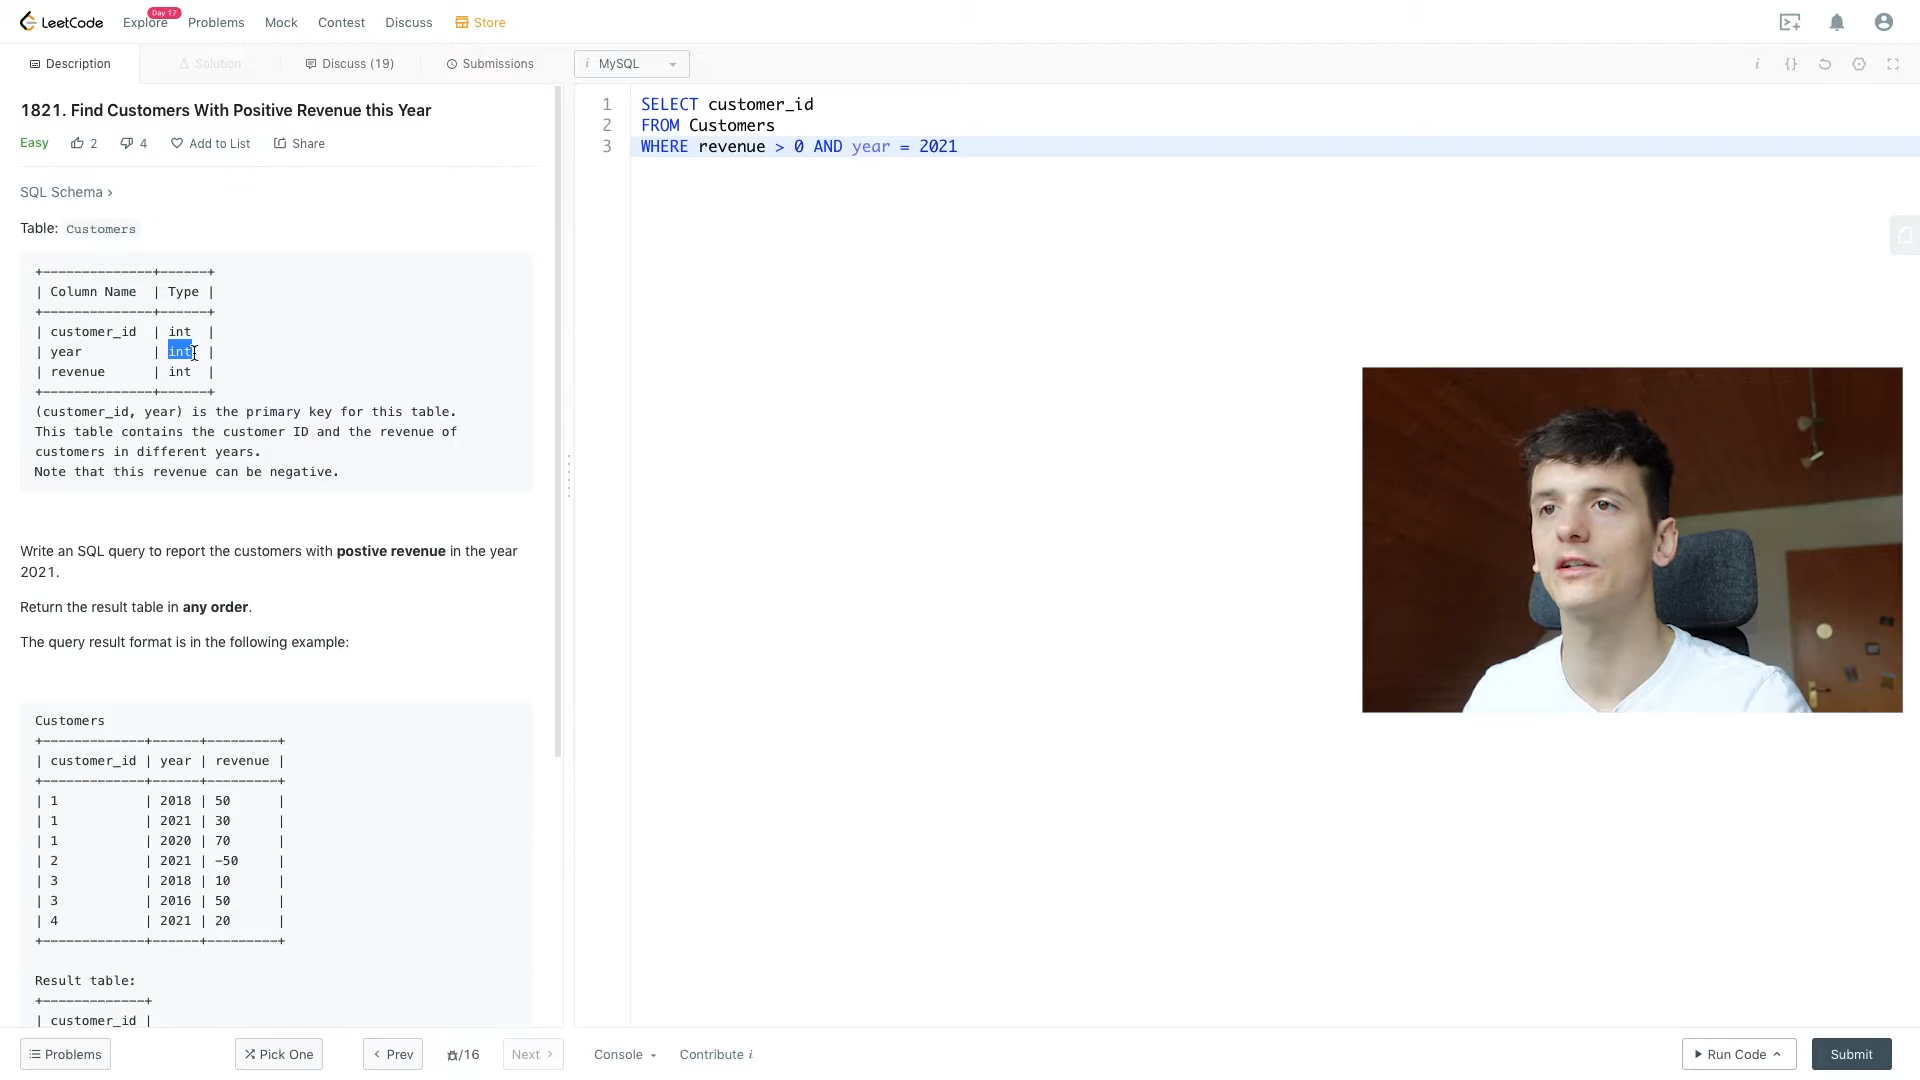 LeetCode Explore Day 17 Problems Mock Contest Discuss Store
Description Solution Discuss (19) Submissions i MySQL i {}
1821. Find Customers With Positive Revenue this Year
Easy 2 4 Add to List Share
SQL Schema ›
Table: Customers
+--------------+------+
| Column Name  | Type |
+--------------+------+
| customer_id  | int  |
| year         | int  |
| revenue      | int  |
+--------------+------+
(customer_id, year) is the primary key for this table.
This table contains the customer ID and the revenue of
customers in different years.
Note that this revenue can be negative.
Write an SQL query to report the customers with postive revenue in the year
2021.
Return the result table in any order.
The query result format is in the following example:
Customers
+-------------+------+---------+
| customer_id | year | revenue |
+-------------+------+---------+
| 1           | 2018 | 50      |
| 1           | 2021 | 30      |
| 1           | 2020 | 70      |
| 2           | 2021 | -50     |
| 3           | 2018 | 10      |
| 3           | 2016 | 50      |
| 4           | 2021 | 20      |
+-------------+------+---------+
Result table:
+-------------+
| customer_id |
1 SELECT customer_id
2 FROM Customers
3 WHERE revenue > 0 AND year = 2021
Problems Pick One ‹ Prev /16 Next › Console Contribute i Run Code Submit